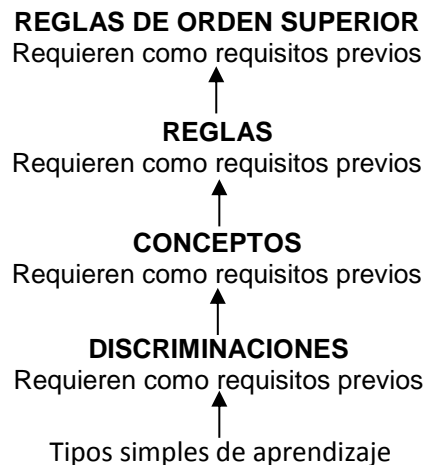 REGLAS DE ORDEN SUPERIOR
Requieren como requisitos previos
REGLAS
Requieren como requisitos previos
CONCEPTOS
Requieren como requisitos previos
DISCRIMINACIONES
Requieren como requisitos previos
Tipos simples de aprendizaje